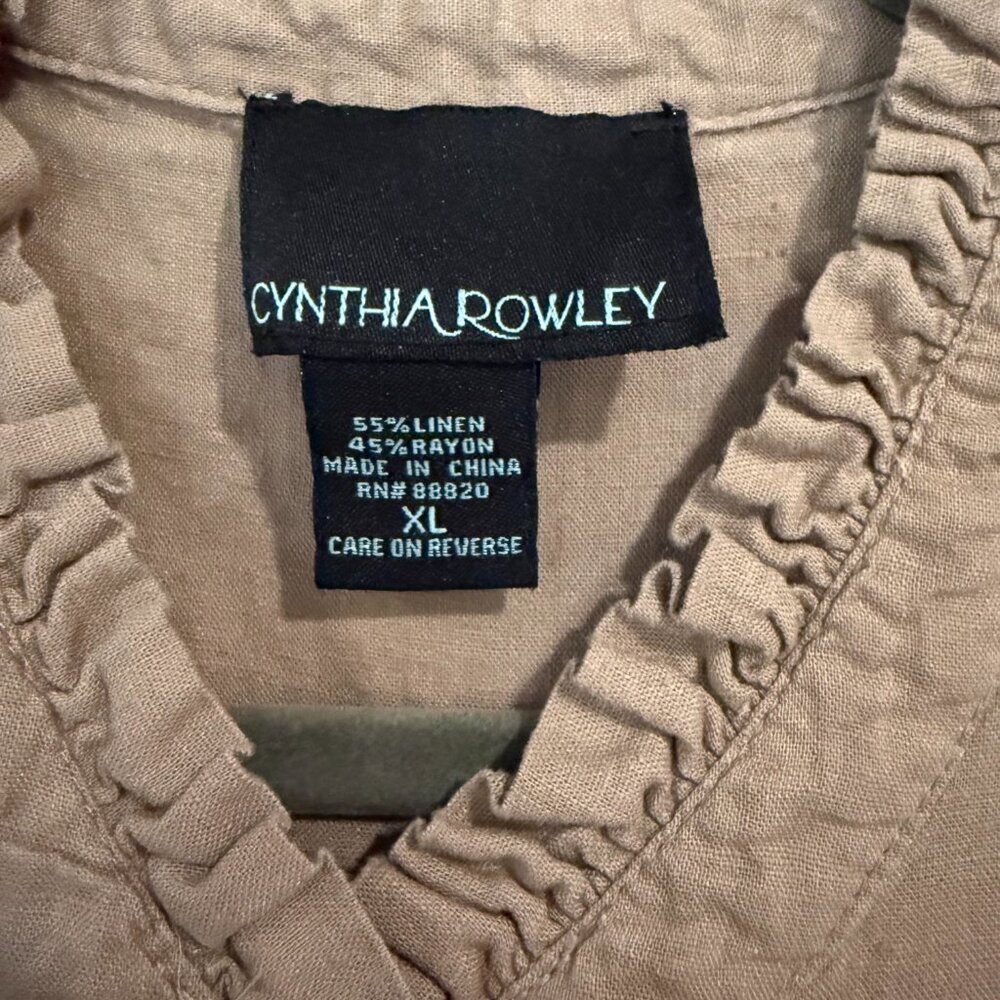 CYNTHIA ROWLEY
55% LINEN
45% RAYON
MADE IN CHINA
RN# 88820
XL
CARE ON REVERSE